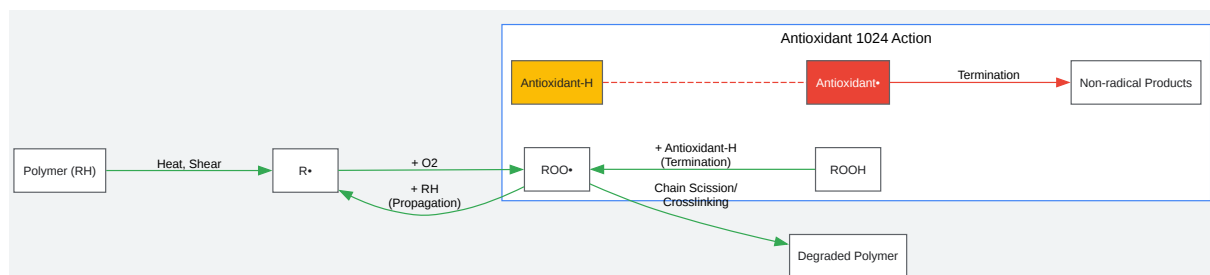 Antioxidant 1024 Action
Antioxidant-H
Antioxidant•
Termination
Non-radical Products
Polymer (RH)
Heat, Shear
R•
+ O2
+ RH
(Propagation)
ROO•
+ Antioxidant-H
(Termination)
ROOH
Chain Scission/
Crosslinking
Degraded Polymer